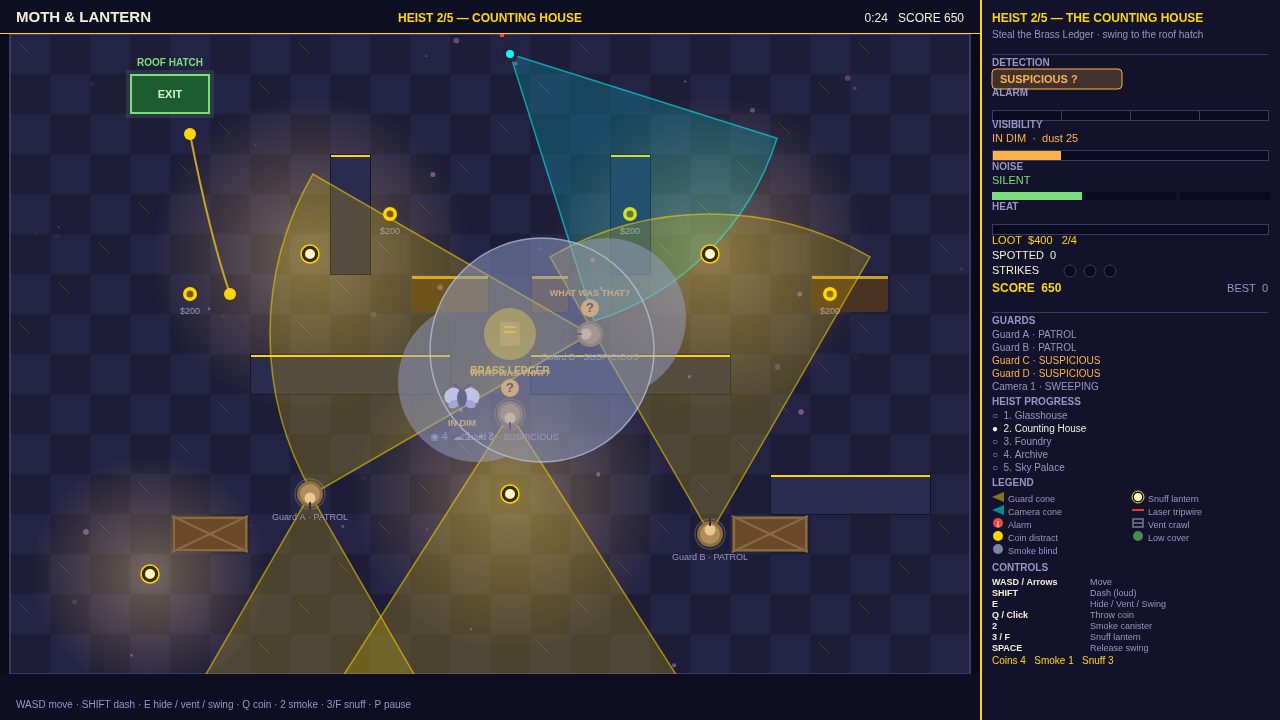 MOTH & LANTERN
HEIST 2/5 — COUNTING HOUSE
0:24 SCORE 650
ROOF HATCH
EXIT
$200
$200
$200
$200
WHAT WAS THAT?
?
Guard D · SUSPICIOUS
BRASS LEDGER
WHAT WAS THAT?
?
IN DIM
SUSPICIOUS
Guard A · PATROL
Guard B · PATROL
WASD move · SHIFT dash · E hide / vent / swing · Q coin · 2 smoke · 3/F snuff · P pause
HEIST 2/5 — THE COUNTING HOUSE
Steal the Brass Ledger · swing to the roof hatch
DETECTION
SUSPICIOUS ?
ALARM
VISIBILITY
IN DIM · dust 25
NOISE
SILENT
HEAT
LOOT $400 2/4
SPOTTED 0
STRIKES
SCORE 650 BEST 0
GUARDS
Guard A · PATROL
Guard B · PATROL
Guard C · SUSPICIOUS
Guard D · SUSPICIOUS
Camera 1 · SWEEPING
HEIST PROGRESS
○ 1. Glasshouse
● 2. Counting House
○ 3. Foundry
○ 4. Archive
○ 5. Sky Palace
LEGEND
Guard cone Snuff lantern
Camera cone Laser tripwire
! Alarm Vent crawl
Coin distract Low cover
Smoke blind
CONTROLS
WASD / Arrows Move
SHIFT Dash (loud)
E Hide / Vent / Swing
Q / Click Throw coin
2 Smoke canister
3 / F Snuff lantern
SPACE Release swing
Coins 4 Smoke 1 Snuff 3